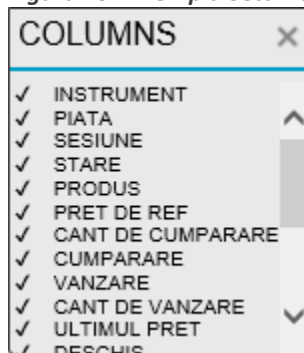 COLUMNS
✓ INSTRUMENT
✓ PIATA
✓ SESIUNE
✓ STARE
✓ PRODUS
✓ PRET DE REF
✓ CANT DE CUMPARARE
✓ CUMPARARE
✓ VANZARE
✓ CANT DE VANZARE
✓ ULTIMUL PRET
✓ DESCHIS